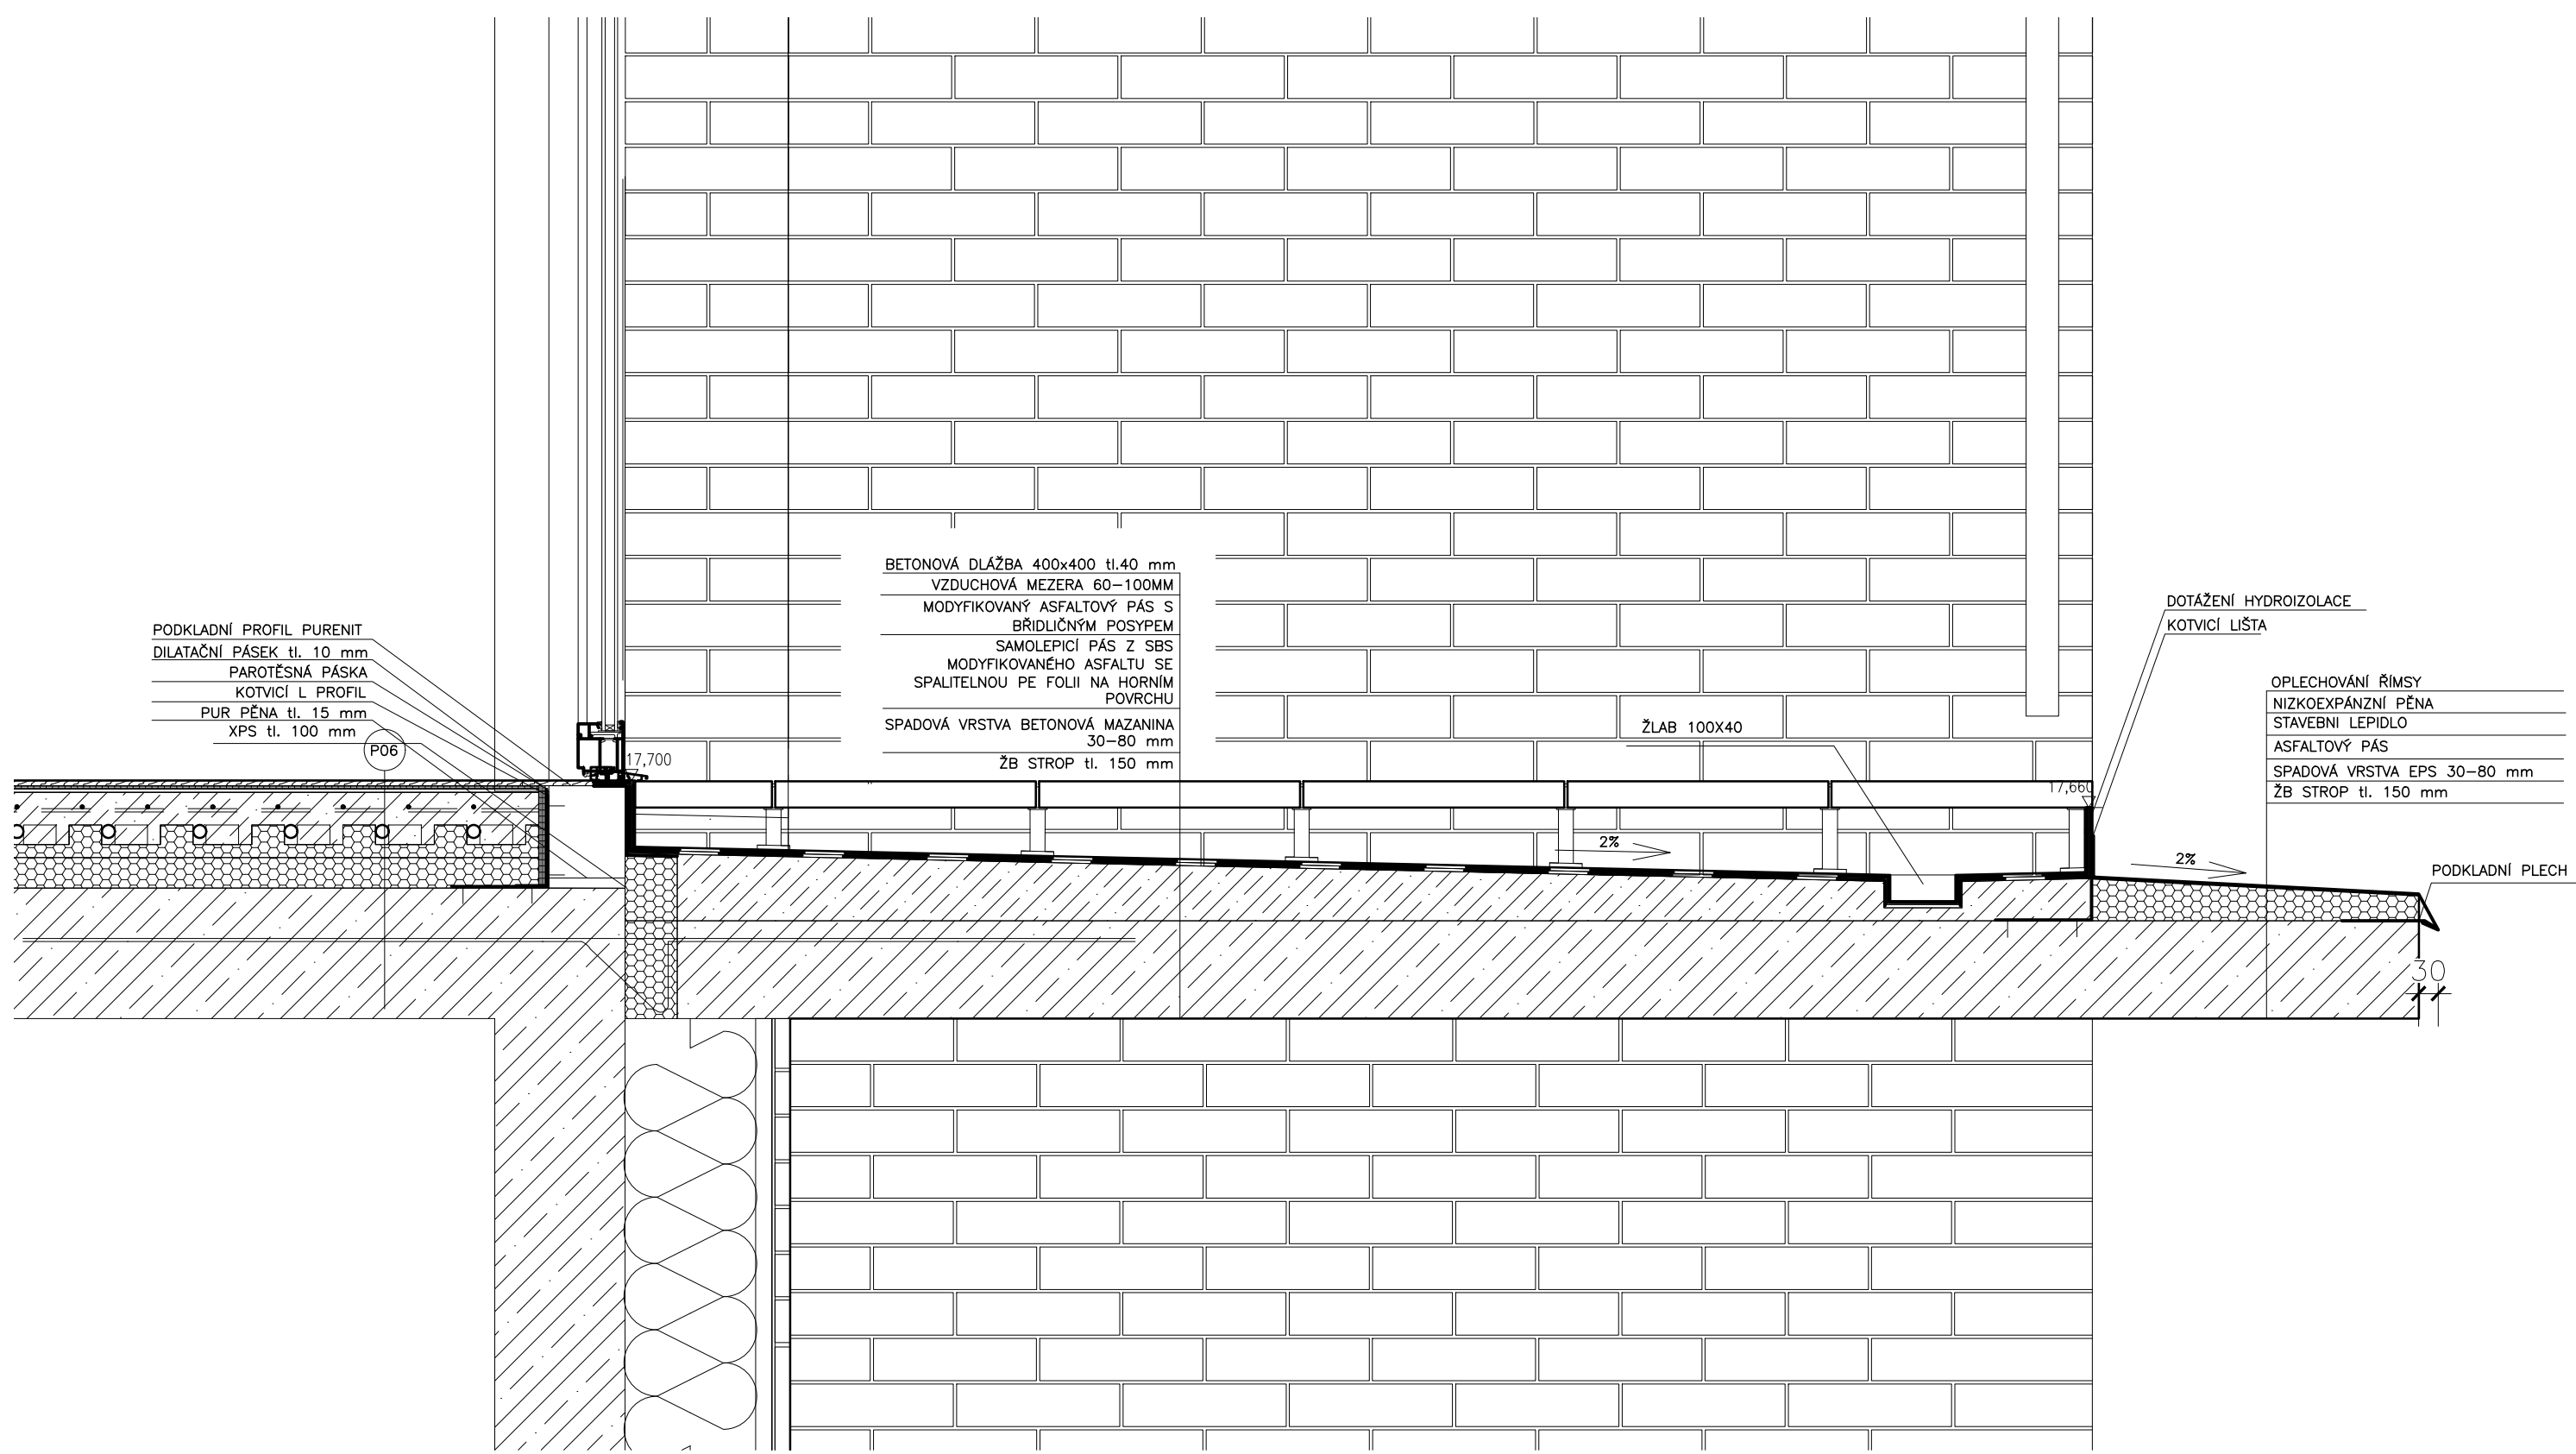 BETONOVÁ DLÁŽBA 400x400 tl.40 mm
VZDUCHOVÁ MEZERA 60-100MM
MODYFIKOVANÝ ASFALTOVÝ PÁS S
BŘIDLIČNÝM POSYPEM
SAMOLEPICÍ PÁS Z SBS
MODYFIKOVANÉHO ASFALTU SE
SPALITELNOU PE FOLII NA HORNÍM
POVRCHU
SPADOVÁ VRSTVA BETONOVÁ MAZANINA
30-80 mm
ŽB STROP tl. 150 mm
PODKLADNÍ PROFIL PURENIT
DILATAČNÍ PÁSEK tl. 10 mm
PAROTĚSNÁ PÁSKA
KOTVICÍ L PROFIL
PUR PĚNA tl. 15 mm
XPS tl. 100 mm
P06
17,700
ŽLAB 100X40
17,660
2%
2%
DOTÁŽENÍ HYDROIZOLACE
KOTVICÍ LIŠTA
OPLECHOVÁNÍ ŘÍMSY
NIZKOEXPÁNZNÍ PĚNA
STAVEBNI LEPIDLO
ASFALTOVÝ PÁS
SPADOVÁ VRSTVA EPS 30-80 mm
ŽB STROP tl. 150 mm
PODKLADNÍ PLECH
30